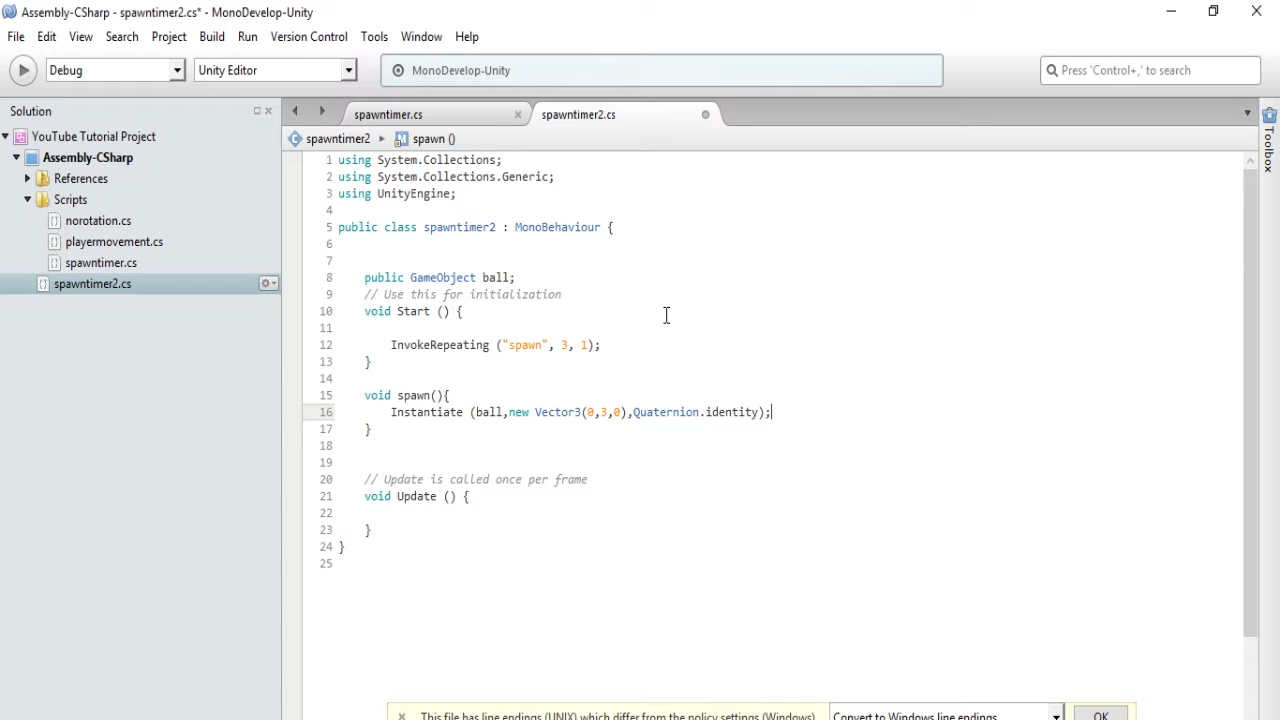 Assembly-CSharp - spawntimer2.cs* - MonoDevelop-Unity
File Edit View Search Project Build Run Version Control Tools Window Help
Debug Unity Editor MonoDevelop-Unity Press 'Control+,' to search
Solution
spawntimer.cs spawntimer2.cs
YouTube Tutorial Project
Assembly-CSharp
References
Scripts
norotation.cs
playermovement.cs
spawntimer.cs
spawntimer2.cs
spawntimer2 spawn ()
1 using System.Collections;
2 using System.Collections.Generic;
3 using UnityEngine;
4
5 public class spawntimer2 : MonoBehaviour {
6
7
8 public GameObject ball;
9 // Use this for initialization
10 void Start () {
11
12 InvokeRepeating ("spawn", 3, 1);
13 }
14
15 void spawn(){
16 Instantiate (ball,new Vector3(0,3,0),Quaternion.identity);
17 }
18
19
20 // Update is called once per frame
21 void Update () {
22
23 }
24 }
25
Toolbox
This file has line endings (UNIX) which differ from the policy settings (Windows) Convert to Windows line endings OK